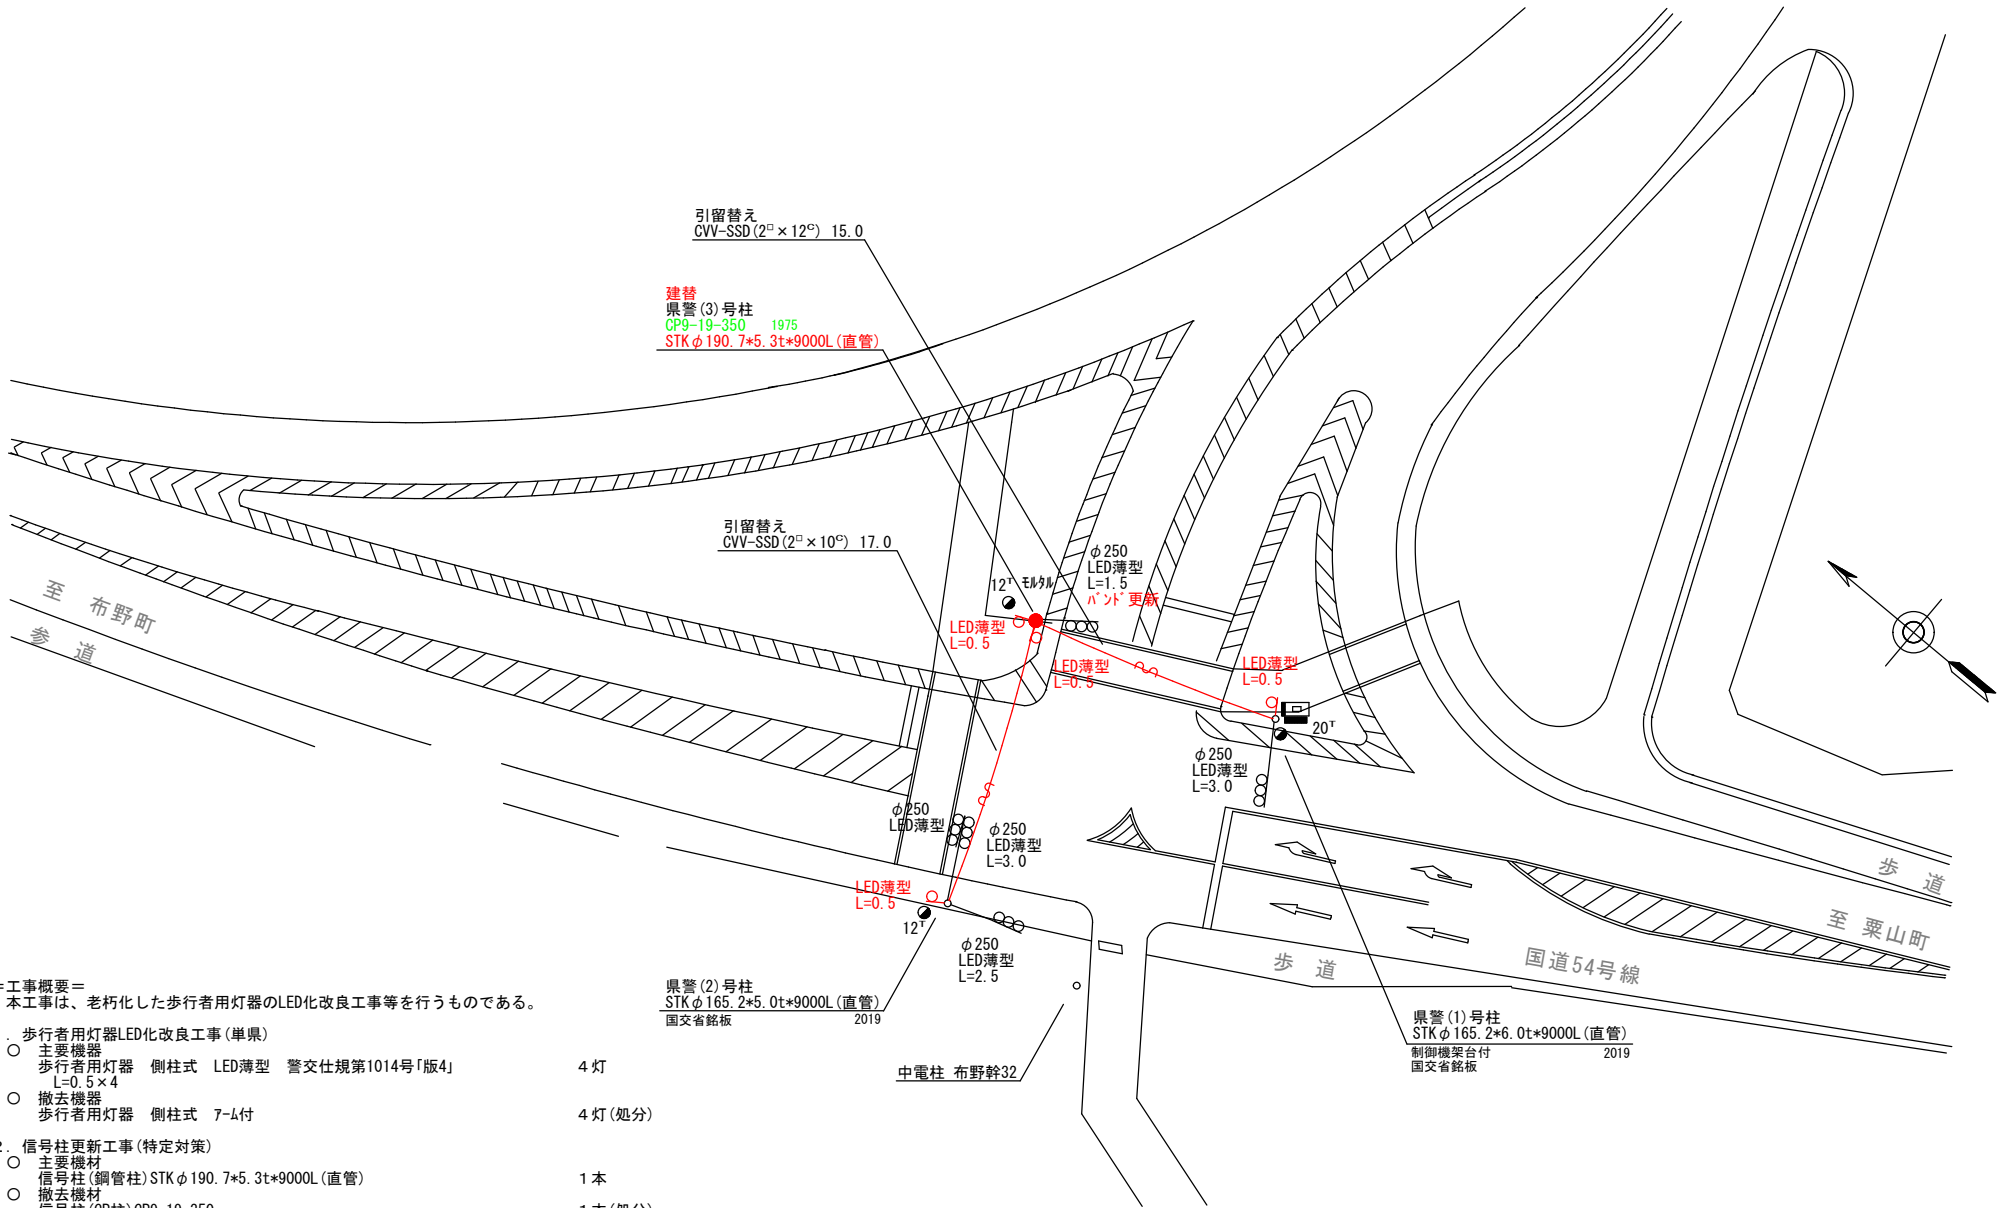 引留替え
CVV-SSD(2□×12C) 15.0
建替
県警(3)号柱
CP9-19-350 1975
STKφ190.7*5.3t*9000L(直管)
引留替え
CVV-SSD(2□×10C) 17.0
12T ﾓﾙﾀﾙ
φ250
LED薄型
L=1.5
ﾊﾞﾝﾄﾞ更新
LED薄型
L=0.5
LED薄型
L=0.5
LED薄型
L=0.5
20T
φ250
LED薄型
L=3.0
φ250
LED薄型
φ250
LED薄型
L=3.0
LED薄型
L=0.5
12T
φ250
LED薄型
L=2.5
至 布野町
参 道
歩 道
至 粟山町
国道54号線
歩 道
県警(2)号柱
STKφ165.2*5.0t*9000L(直管)
国交省銘板 2019
中電柱 布野幹32
県警(1)号柱
STKφ165.2*6.0t*9000L(直管)
制御機架台付 2019
国交省銘板
=工事概要=
本工事は、老朽化した歩行者用灯器のLED化改良工事等を行うものである。
. 歩行者用灯器LED化改良工事(単県)
○ 主要機器
歩行者用灯器 側柱式 LED薄型 警交仕規第1014号「版4」 4灯
L=0.5×4
○ 撤去機器
歩行者用灯器 側柱式 ｱｰﾑ付 4灯(処分)
2. 信号柱更新工事(特定対策)
○ 主要機材
信号柱(鋼管柱)STKφ190.7*5.3t*9000L(直管) 1本
○ 撤去機材
信号柱(CP柱)CP9-19-350 1本(処分)